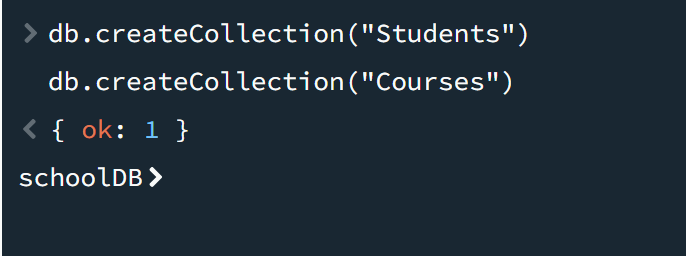 > db.createCollection("Students")
db.createCollection("Courses")
< { ok: 1 }
schoolDB>